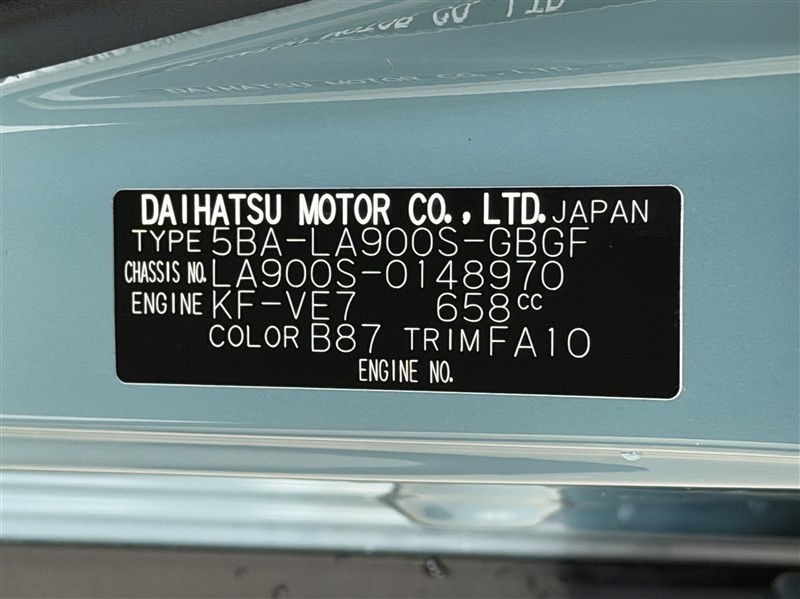 DAIHATSU MOTOR CO., LTD. JAPAN
TYPE 5BA-LA900S-GBGF
CHASSIS NO. LA900S-0148970
ENGINE KF-VE7 658cc
COLOR B87 TRIM FA10
ENGINE NO.